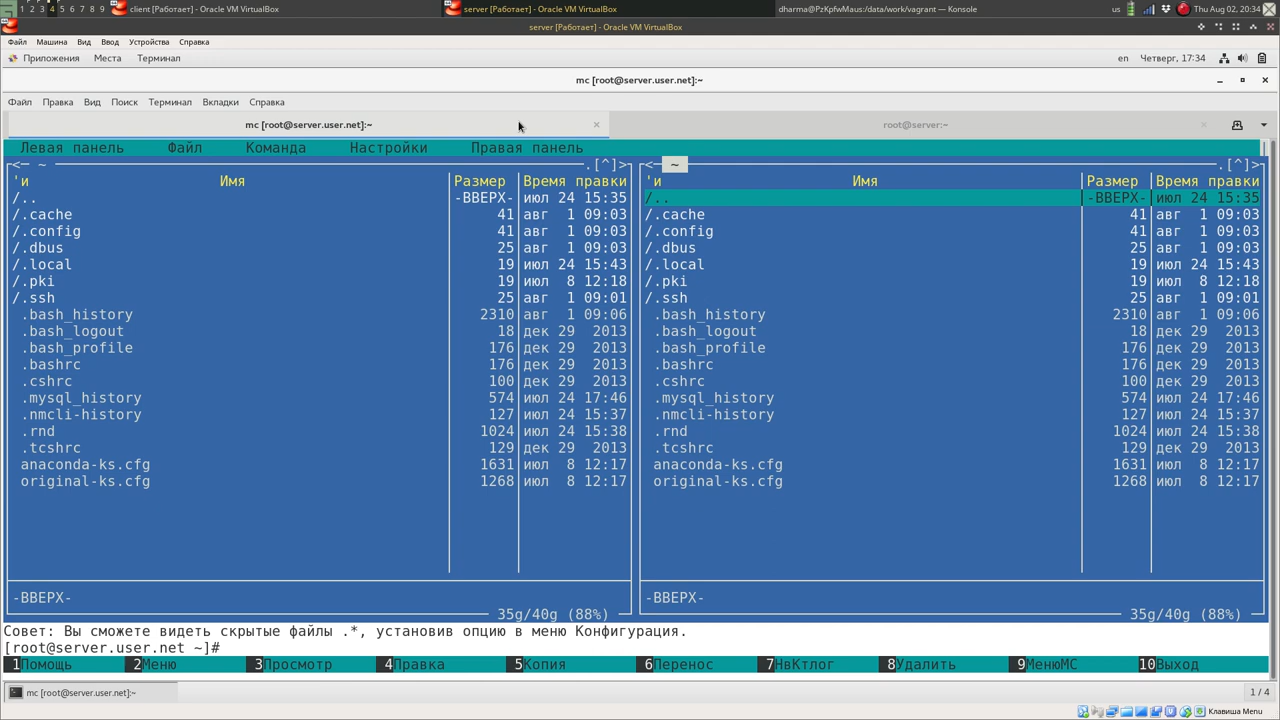 1 2 3 4 5 6 7 8 9 10 client [Работает] - Oracle VM VirtualBox server [Работает] - Oracle VM VirtualBox dharma@PzKpfwMaus:/data/work/vagrant — Konsole us Thu Aug 02, 20:34
server [Работает] - Oracle VM VirtualBox
Файл Машина Вид Ввод Устройства Справка
Приложения Места Терминал en Четверг, 17:34
mc [root@server.user.net]:~
Файл Правка Вид Поиск Терминал Вкладки Справка
mc [root@server.user.net]:~ root@server:~
Левая панель Файл Команда Настройки Правая панель
<─ ~ .[^]> <─ ~ .[^]>
'и Имя Размер Время правки 'и Имя Размер Время правки
/.. -ВВЕРХ- июл 24 15:35 /.. -ВВЕРХ- июл 24 15:35
/.cache 41 авг 1 09:03 /.cache 41 авг 1 09:03
/.config 41 авг 1 09:03 /.config 41 авг 1 09:03
/.dbus 25 авг 1 09:03 /.dbus 25 авг 1 09:03
/.local 19 июл 24 15:43 /.local 19 июл 24 15:43
/.pki 19 июл 8 12:18 /.pki 19 июл 8 12:18
/.ssh 25 авг 1 09:01 /.ssh 25 авг 1 09:01
.bash_history 2310 авг 1 09:06 .bash_history 2310 авг 1 09:06
.bash_logout 18 дек 29 2013 .bash_logout 18 дек 29 2013
.bash_profile 176 дек 29 2013 .bash_profile 176 дек 29 2013
.bashrc 176 дек 29 2013 .bashrc 176 дек 29 2013
.cshrc 100 дек 29 2013 .cshrc 100 дек 29 2013
.mysql_history 574 июл 24 17:46 .mysql_history 574 июл 24 17:46
.nmcli-history 127 июл 24 15:37 .nmcli-history 127 июл 24 15:37
.rnd 1024 июл 24 15:38 .rnd 1024 июл 24 15:38
.tcshrc 129 дек 29 2013 .tcshrc 129 дек 29 2013
anaconda-ks.cfg 1631 июл 8 12:17 anaconda-ks.cfg 1631 июл 8 12:17
original-ks.cfg 1268 июл 8 12:17 original-ks.cfg 1268 июл 8 12:17
-ВВЕРХ- -ВВЕРХ-
35g/40g (88%) 35g/40g (88%)
Совет: Вы сможете видеть скрытые файлы .*, установив опцию в меню Конфигурация.
[root@server.user.net ~]#
1Помощь 2Меню 3Просмотр 4Правка 5Копия 6Перенос 7НвКтлог 8Удалить 9МенюМС 10Выход
mc [root@server.user.net]:~ 1 / 4
Клавиша Menu